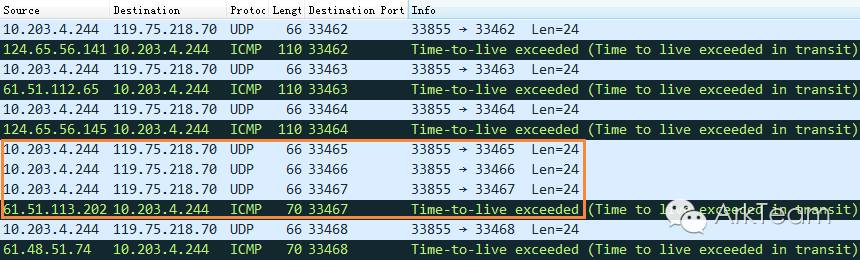 Source Destination Protoc Lengt Destination Port Info
10.203.4.244 119.75.218.70 UDP 66 33462 33855 → 33462 Len=24
124.65.56.141 10.203.4.244 ICMP 110 33462 Time-to-live exceeded (Time to live exceeded in transit)
10.203.4.244 119.75.218.70 UDP 66 33463 33855 → 33463 Len=24
61.51.112.65 10.203.4.244 ICMP 110 33463 Time-to-live exceeded (Time to live exceeded in transit)
10.203.4.244 119.75.218.70 UDP 66 33464 33855 → 33464 Len=24
124.65.56.145 10.203.4.244 ICMP 110 33464 Time-to-live exceeded (Time to live exceeded in transit)
10.203.4.244 119.75.218.70 UDP 66 33465 33855 → 33465 Len=24
10.203.4.244 119.75.218.70 UDP 66 33466 33855 → 33466 Len=24
10.203.4.244 119.75.218.70 UDP 66 33467 33855 → 33467 Len=24
61.51.113.202 10.203.4.244 ICMP 70 33467 Time-to-live exceeded (Time to live exceeded in transit)
10.203.4.244 119.75.218.70 UDP 66 33468 33855 → 33468 Len=24
61.48.51.74 10.203.4.244 ICMP 70 33468 Time-to-live exceeded (Time to live exceeded in transit)
ArkTeam